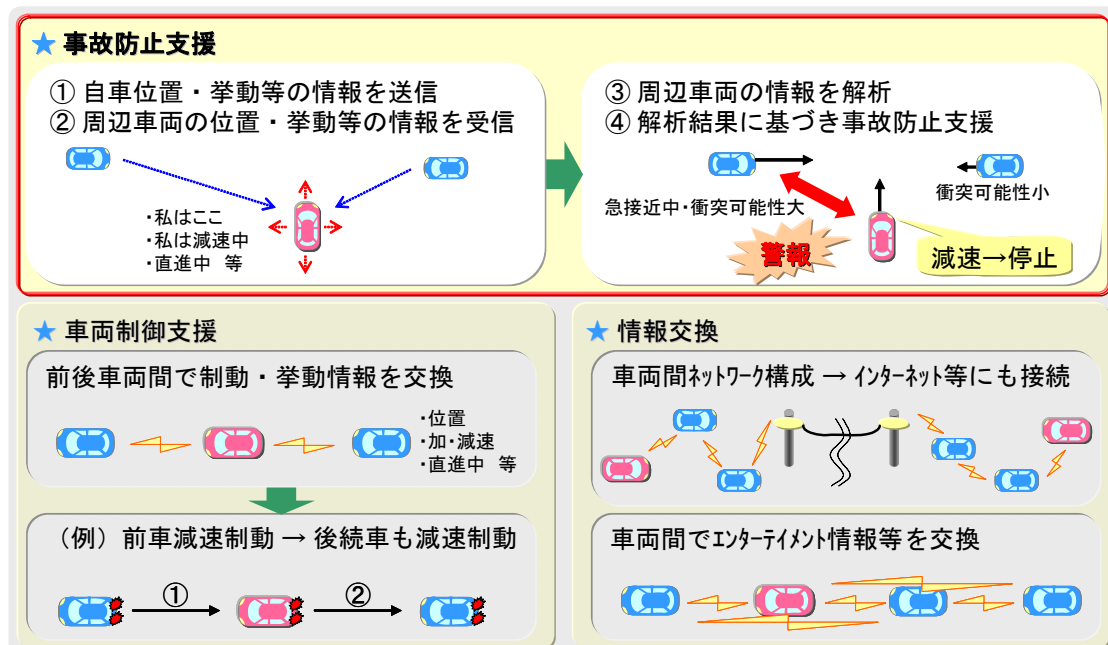 ★ 事故防止支援
① 自車位置・挙動等の情報を送信
② 周辺車両の位置・挙動等の情報を受信
・私はここ
・私は減速中
・直進中 等
③ 周辺車両の情報を解析
④ 解析結果に基づき事故防止支援
急接近中・衝突可能性大
衝突可能性小
警報
減速→停止
★ 車両制御支援
前後車両間で制動・挙動情報を交換
・位置
・加・減速
・直進中 等
（例）前車減速制動 → 後続車も減速制動
① ②
★ 情報交換
車両間ﾈｯﾄﾜｰｸ構成 → ｲﾝﾀｰﾈｯﾄ等にも接続
車両間でｴﾝﾀｰﾃｲﾒﾝﾄ情報等を交換